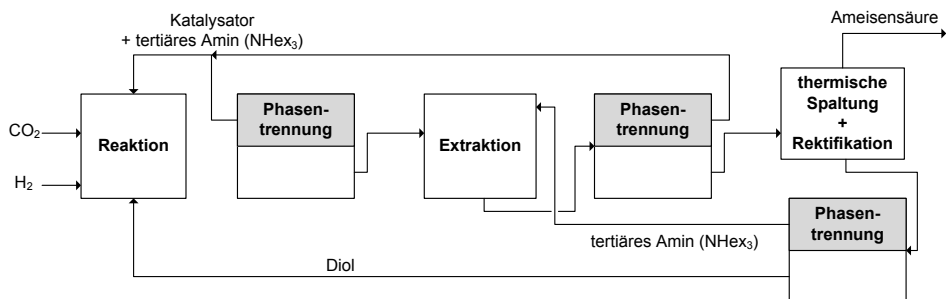 Katalysator
+ tertiäres Amin (NHex₃)
Ameisensäure
CO₂
H₂
Reaktion
Phasen-
trennung
Extraktion
Phasen-
trennung
thermische
Spaltung
+
Rektifikation
Phasen-
trennung
tertiäres Amin (NHex₃)
Diol